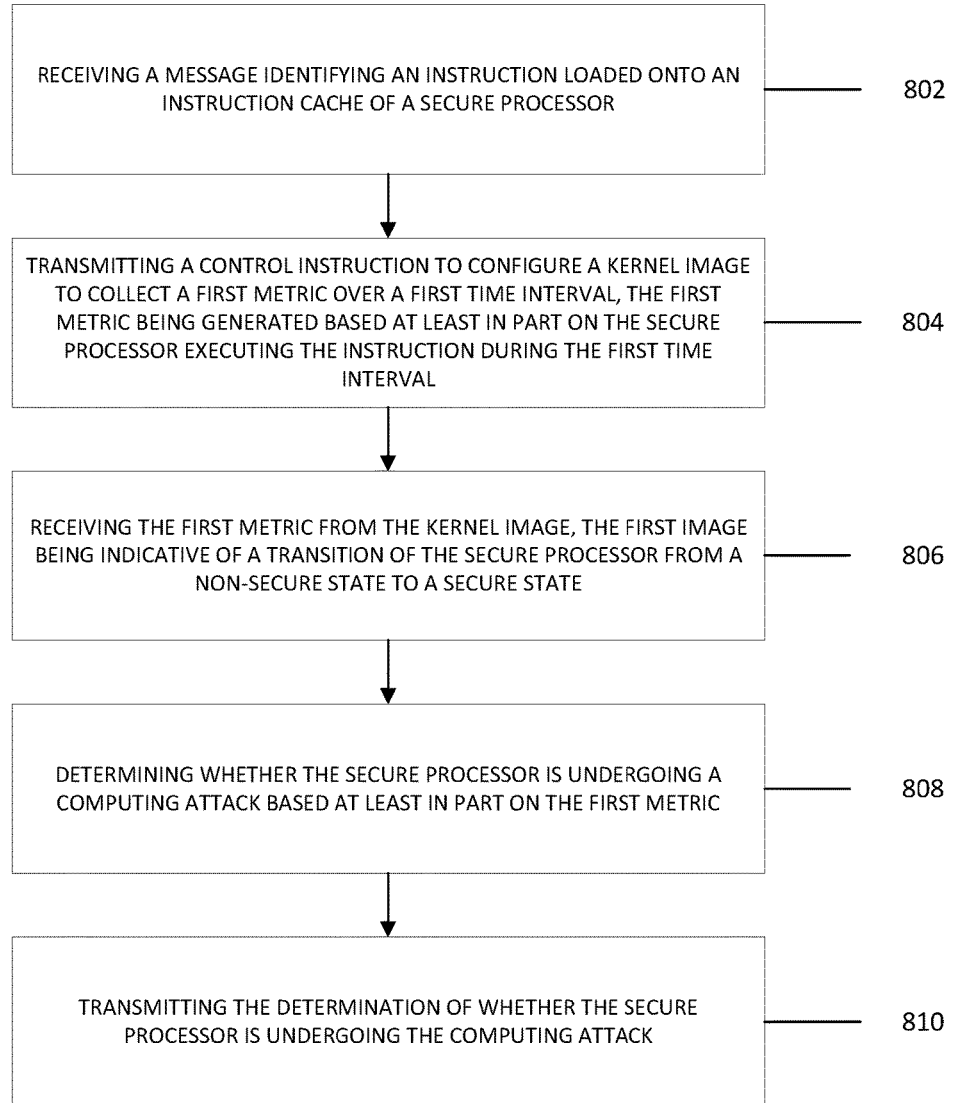 RECEIVING A MESSAGE IDENTIFYING AN INSTRUCTION LOADED ONTO AN
INSTRUCTION CACHE OF A SECURE PROCESSOR
802
TRANSMITTING A CONTROL INSTRUCTION TO CONFIGURE A KERNEL IMAGE
TO COLLECT A FIRST METRIC OVER A FIRST TIME INTERVAL, THE FIRST
METRIC BEING GENERATED BASED AT LEAST IN PART ON THE SECURE
PROCESSOR EXECUTING THE INSTRUCTION DURING THE FIRST TIME
INTERVAL
804
RECEIVING THE FIRST METRIC FROM THE KERNEL IMAGE, THE FIRST IMAGE
BEING INDICATIVE OF A TRANSITION OF THE SECURE PROCESSOR FROM A
NON-SECURE STATE TO A SECURE STATE
806
DETERMINING WHETHER THE SECURE PROCESSOR IS UNDERGOING A
COMPUTING ATTACK BASED AT LEAST IN PART ON THE FIRST METRIC
808
TRANSMITTING THE DETERMINATION OF WHETHER THE SECURE
PROCESSOR IS UNDERGOING THE COMPUTING ATTACK
810